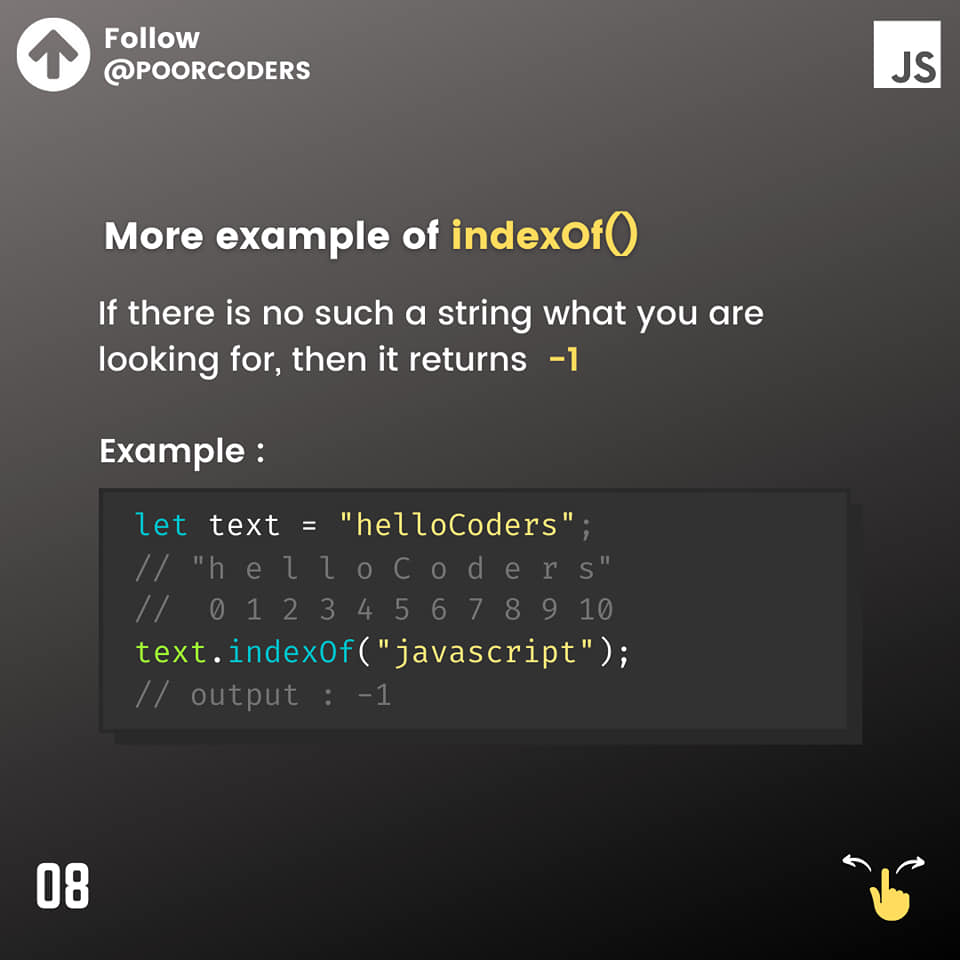 Follow
@POORCODERS
JS
More example of indexOf()
If there is no such a string what you are
looking for, then it returns -1
Example :
let text = "helloCoders";
// "h e l l o C o d e r s"
// 0 1 2 3 4 5 6 7 8 9 10
text.indexOf("javascript");
// output : -1
08